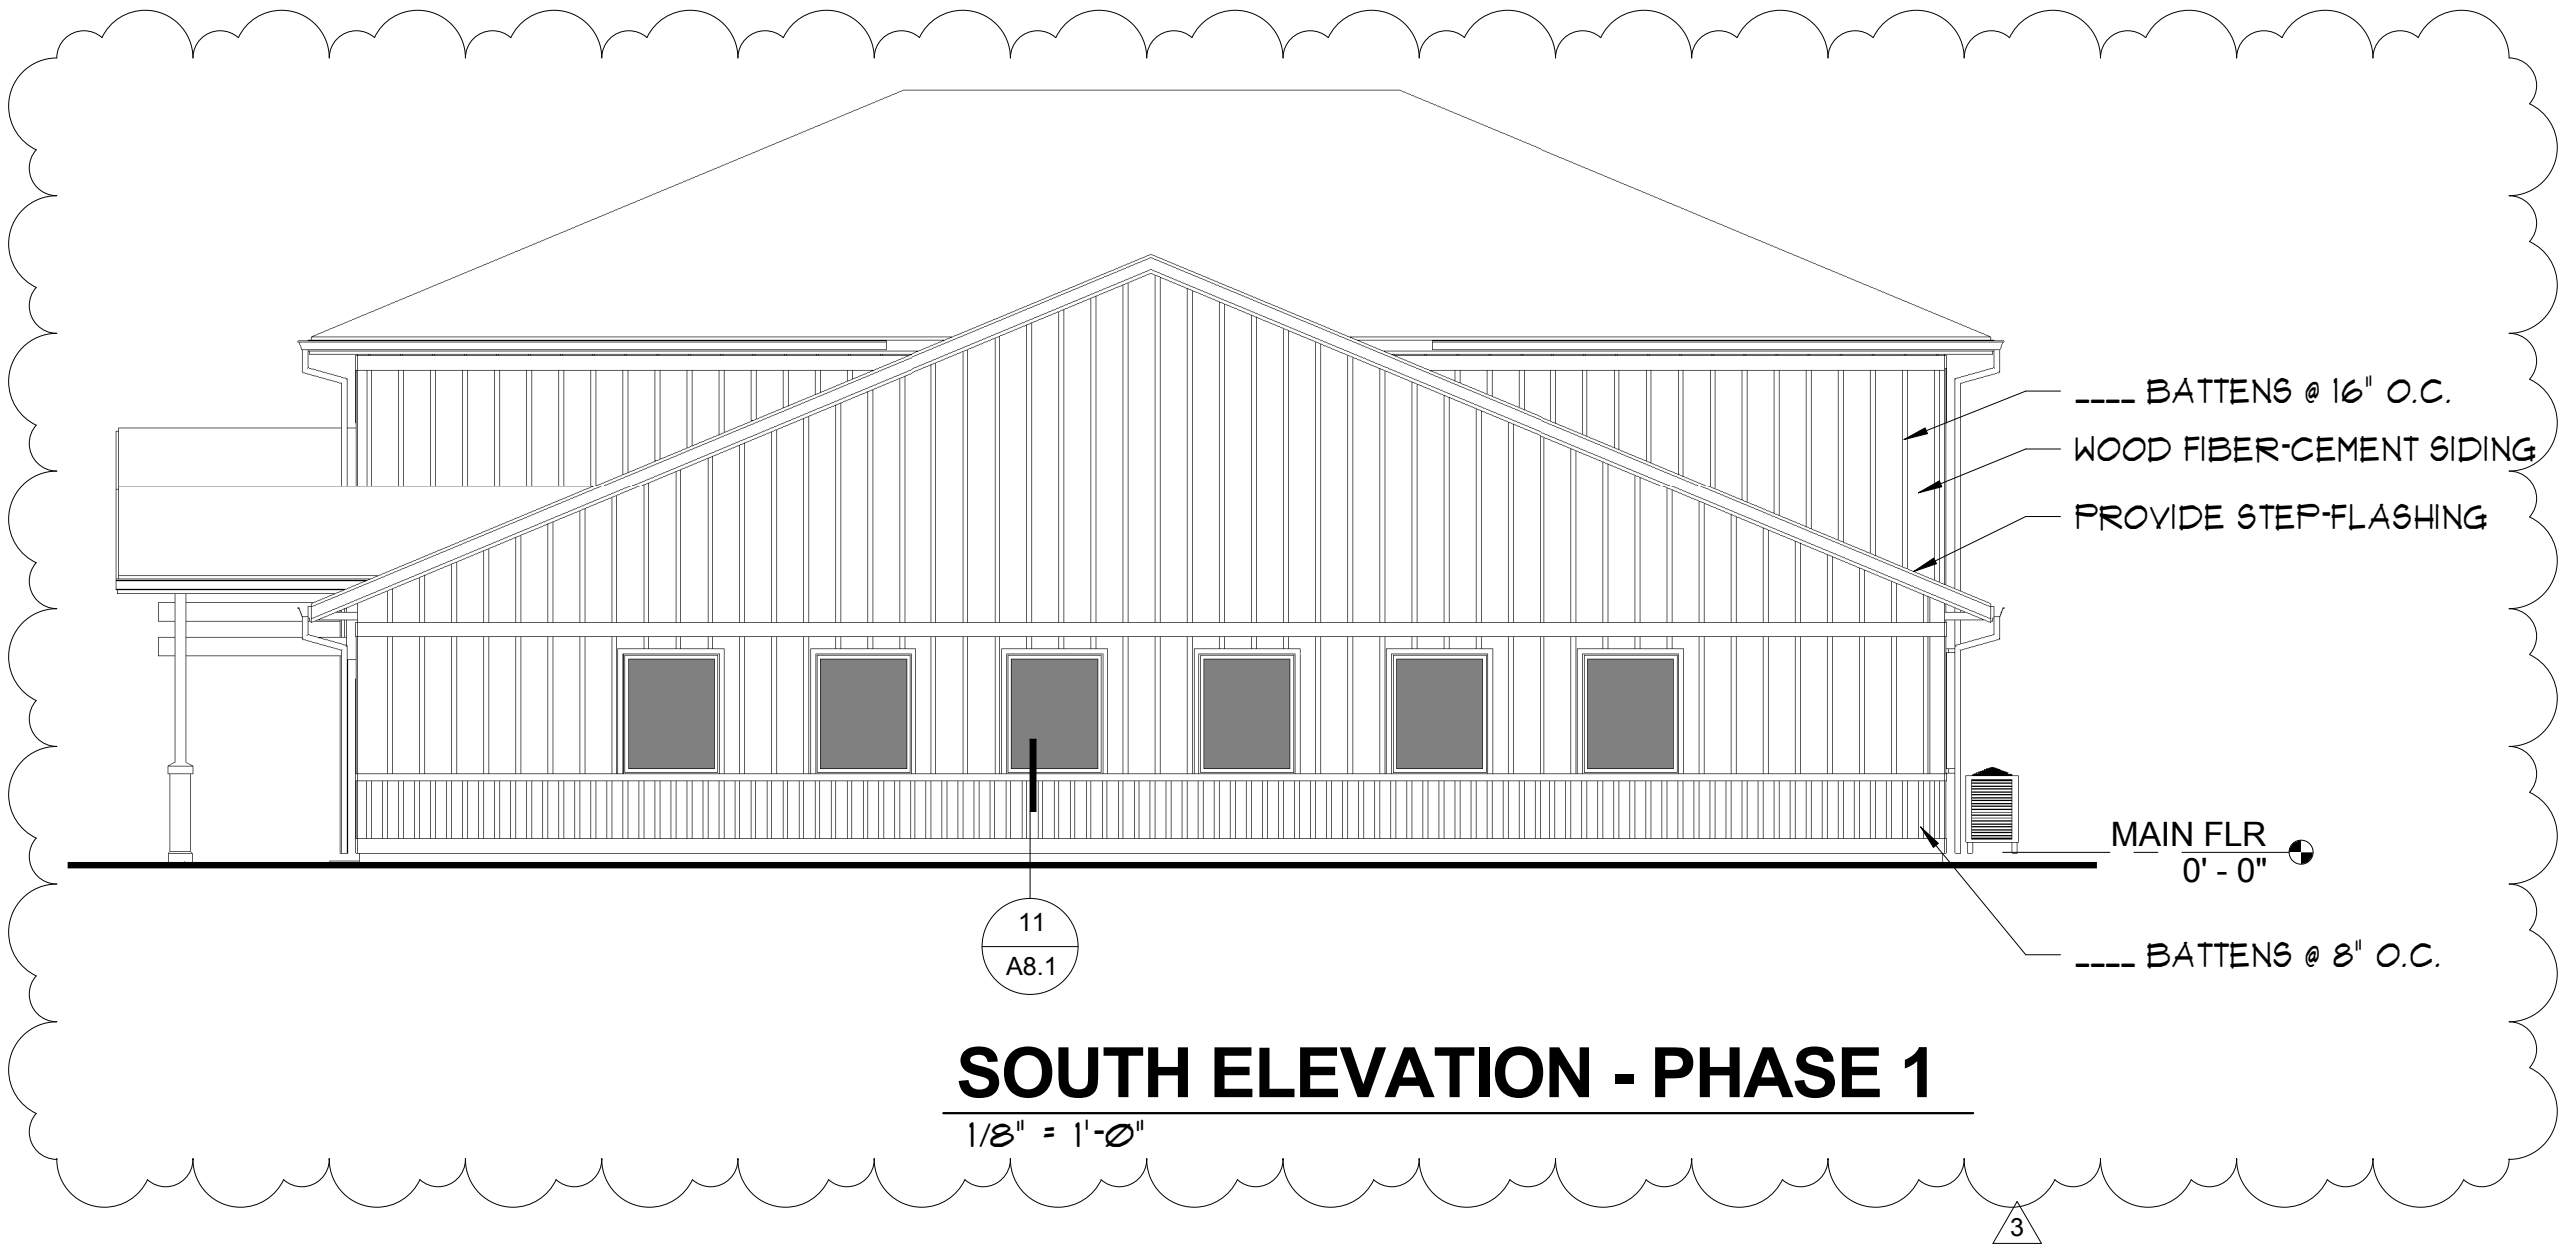 ____ BATTENS @ 16" O.C.
WOOD FIBER-CEMENT SIDING
PROVIDE STEP-FLASHING
MAIN FLR
0' - 0"
11
A8.1
____ BATTENS @ 8" O.C.
SOUTH ELEVATION - PHASE 1
1/8" = 1'-0"
3